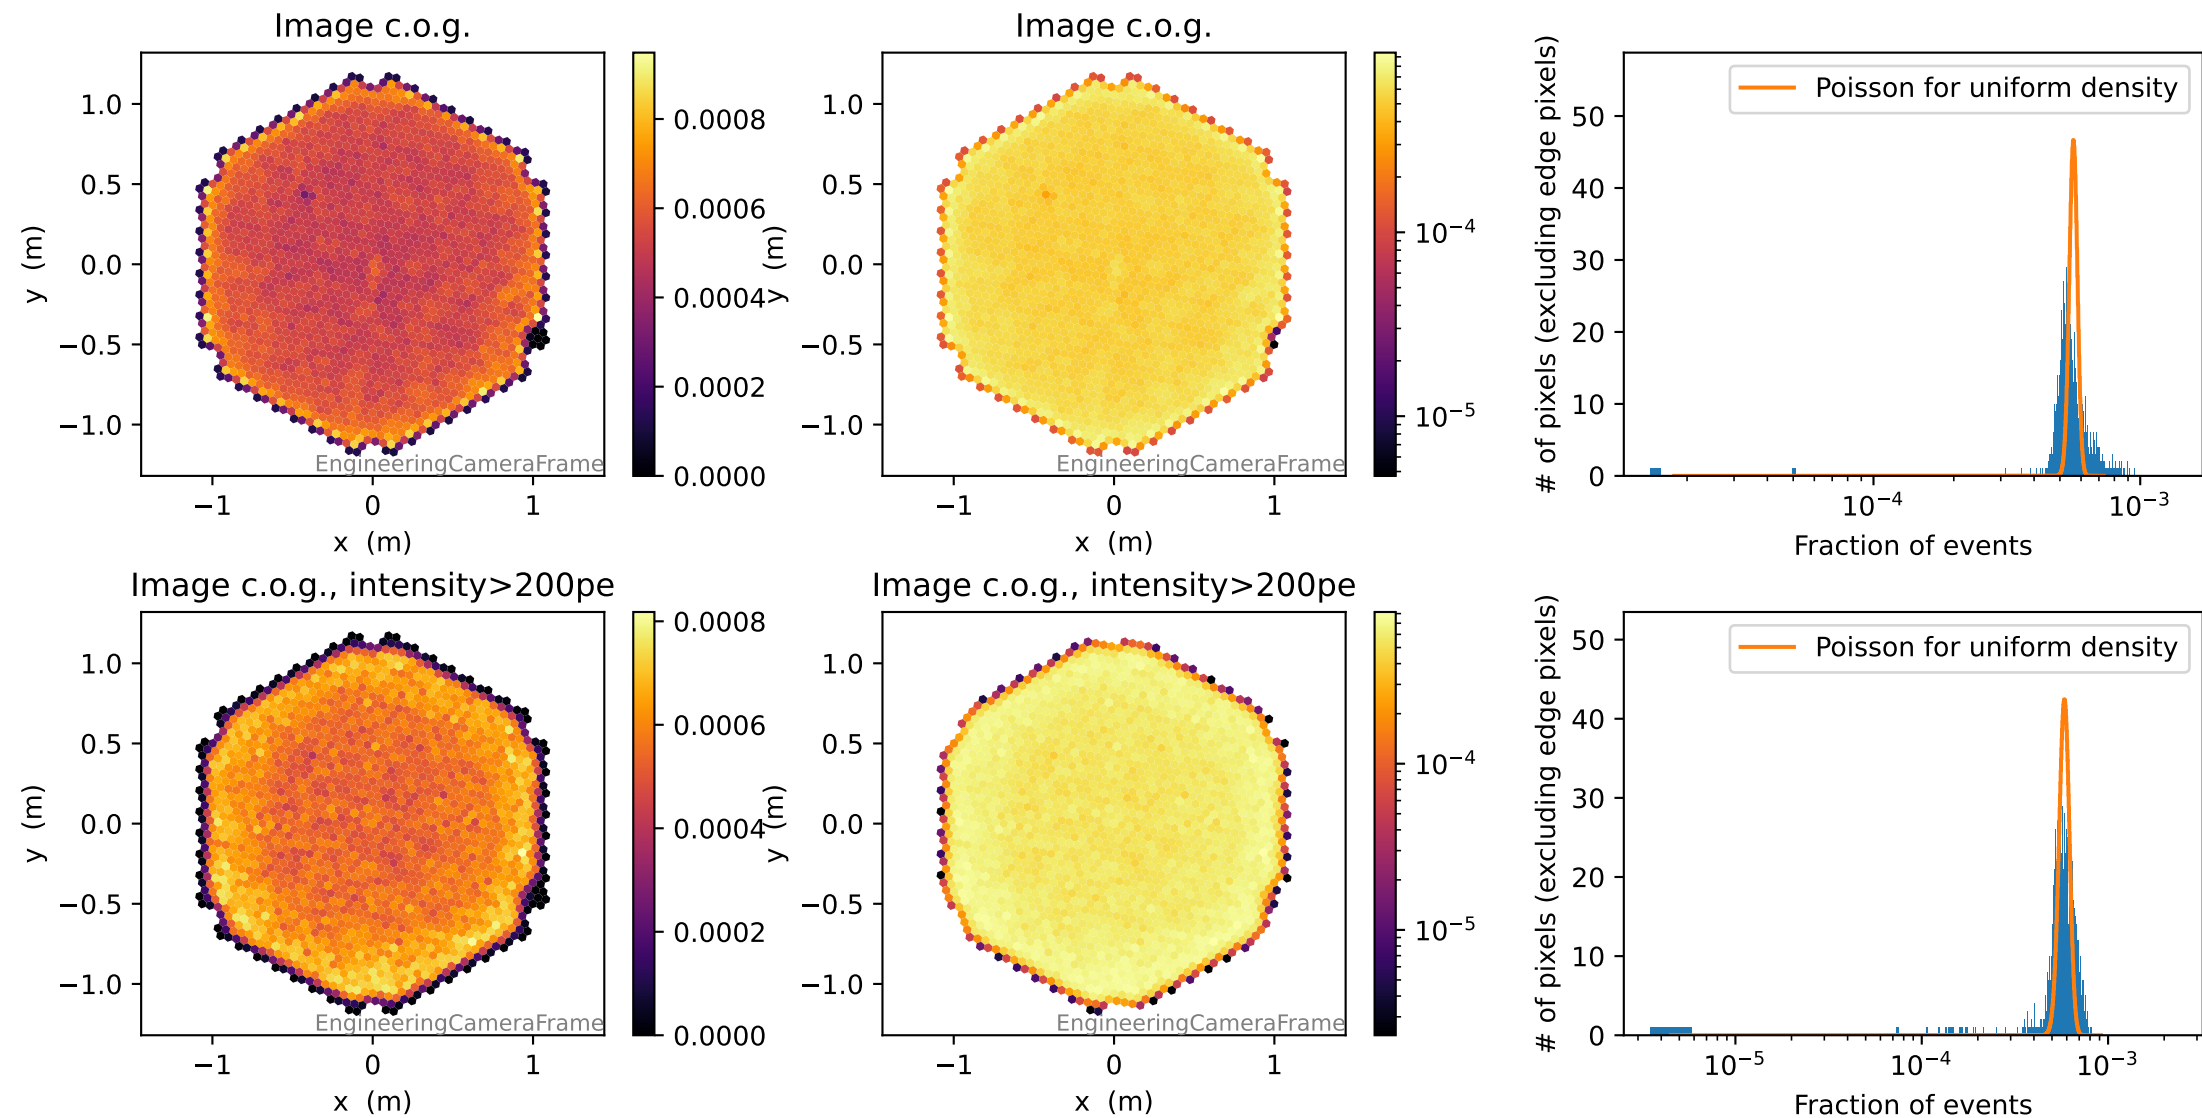 Image c.o.g.
y (m)
1.0
0.5
0.0
−0.5
−1.0
−1 0 1
x (m)
EngineeringCameraFrame
0.0008
0.0006
0.0004
0.0002
0.0000
Image c.o.g.
y (m)
1.0
0.5
0.0
−0.5
−1.0
−1 0 1
x (m)
EngineeringCameraFrame
10⁻⁴
10⁻⁵
# of pixels (excluding edge pixels)
50
40
30
20
10
0
Poisson for uniform density
10⁻⁴ 10⁻³
Fraction of events
Image c.o.g., intensity>200pe
y (m)
1.0
0.5
0.0
−0.5
−1.0
−1 0 1
x (m)
EngineeringCameraFrame
0.0008
0.0006
0.0004
0.0002
0.0000
Image c.o.g., intensity>200pe
y (m)
1.0
0.5
0.0
−0.5
−1.0
−1 0 1
x (m)
EngineeringCameraFrame
10⁻⁴
10⁻⁵
# of pixels (excluding edge pixels)
50
40
30
20
10
0
Poisson for uniform density
10⁻⁵ 10⁻⁴ 10⁻³
Fraction of events